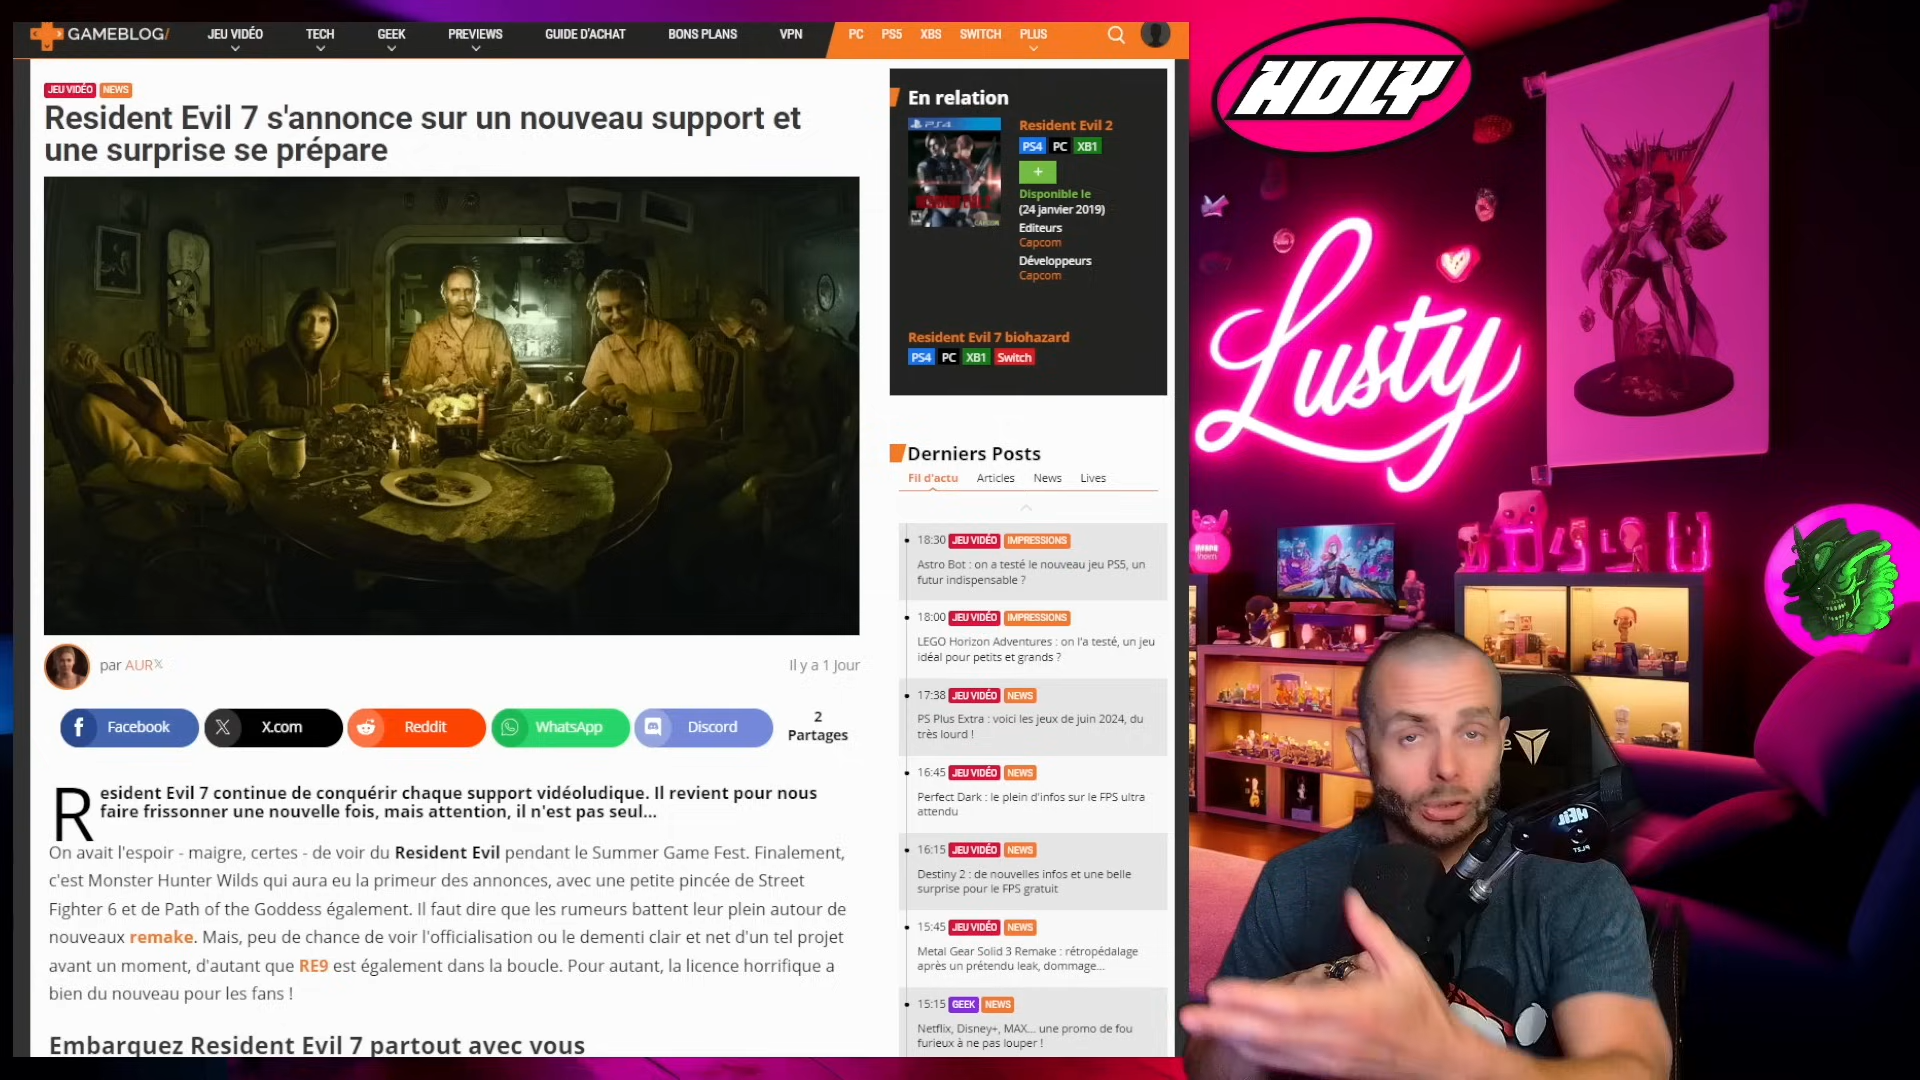 GAMEBLOG/
JEU VIDÉO
TECH
GEEK
PREVIEWS
GUIDE D'ACHAT
BONS PLANS
VPN
PC
PS5
XBS
SWITCH
PLUS
JEU VIDÉO
NEWS
Resident Evil 7 s'annonce sur un nouveau support et
une surprise se prépare
par AUR
Il y a 1 Jour
Facebook
X.com
Reddit
WhatsApp
Discord
2
Partages
Resident Evil 7 continue de conquérir chaque support vidéoludique. Il revient pour nous
faire frissonner une nouvelle fois, mais attention, il n'est pas seul...
On avait l'espoir - maigre, certes - de voir du Resident Evil pendant le Summer Game Fest. Finalement,
c'est Monster Hunter Wilds qui aura eu la primeur des annonces, avec une petite pincée de Street
Fighter 6 et de Path of the Goddess également. Il faut dire que les rumeurs battent leur plein autour de
nouveaux remake. Mais, peu de chance de voir l'officialisation ou le dementi clair et net d'un tel projet
avant un moment, d'autant que RE9 est également dans la boucle. Pour autant, la licence horrifique a
bien du nouveau pour les fans !
Embarquez Resident Evil 7 partout avec vous
En relation
PS4
Resident Evil 2
PS4 PC XB1
+
Disponible le
(24 janvier 2019)
Editeurs
Capcom
Développeurs
Capcom
Resident Evil 7 biohazard
PS4 PC XB1 Switch
Derniers Posts
Fil d'actu
Articles
News
Lives
18:30 JEU VIDÉO IMPRESSIONS
Astro Bot : on a testé le nouveau jeu PS5, un
futur indispensable ?
18:00 JEU VIDÉO IMPRESSIONS
LEGO Horizon Adventures : on l'a testé, un jeu
idéal pour petits et grands ?
17:38 JEU VIDÉO NEWS
PS Plus Extra : voici les jeux de juin 2024, du
très lourd !
16:45 JEU VIDÉO NEWS
Perfect Dark : le plein d'infos sur le FPS ultra
attendu
16:15 JEU VIDÉO NEWS
Destiny 2 : de nouvelles infos et une belle
surprise pour le FPS gratuit
15:45 JEU VIDÉO NEWS
Metal Gear Solid 3 Remake : rétropédalage
après un prétendu leak, dommage...
15:15 GEEK NEWS
Netflix, Disney+, MAX... une promo de fou
furieux à ne pas louper !
HOLY
Lusty